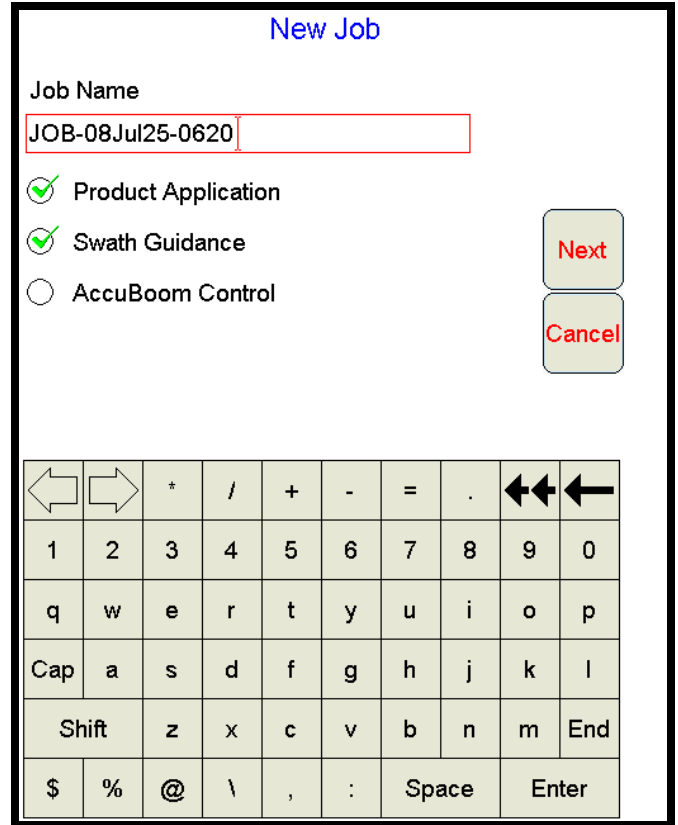 New Job
Job Name
JOB-08Jul25-0620
Product Application
Swath Guidance
Next
AccuBoom Control
Cancel
* / + - = .
1 2 3 4 5 6 7 8 9 0
q w e r t y u i o p
Cap a s d f g h j k l
Shift z x c v b n m End
$ % @ \ , : Space Enter